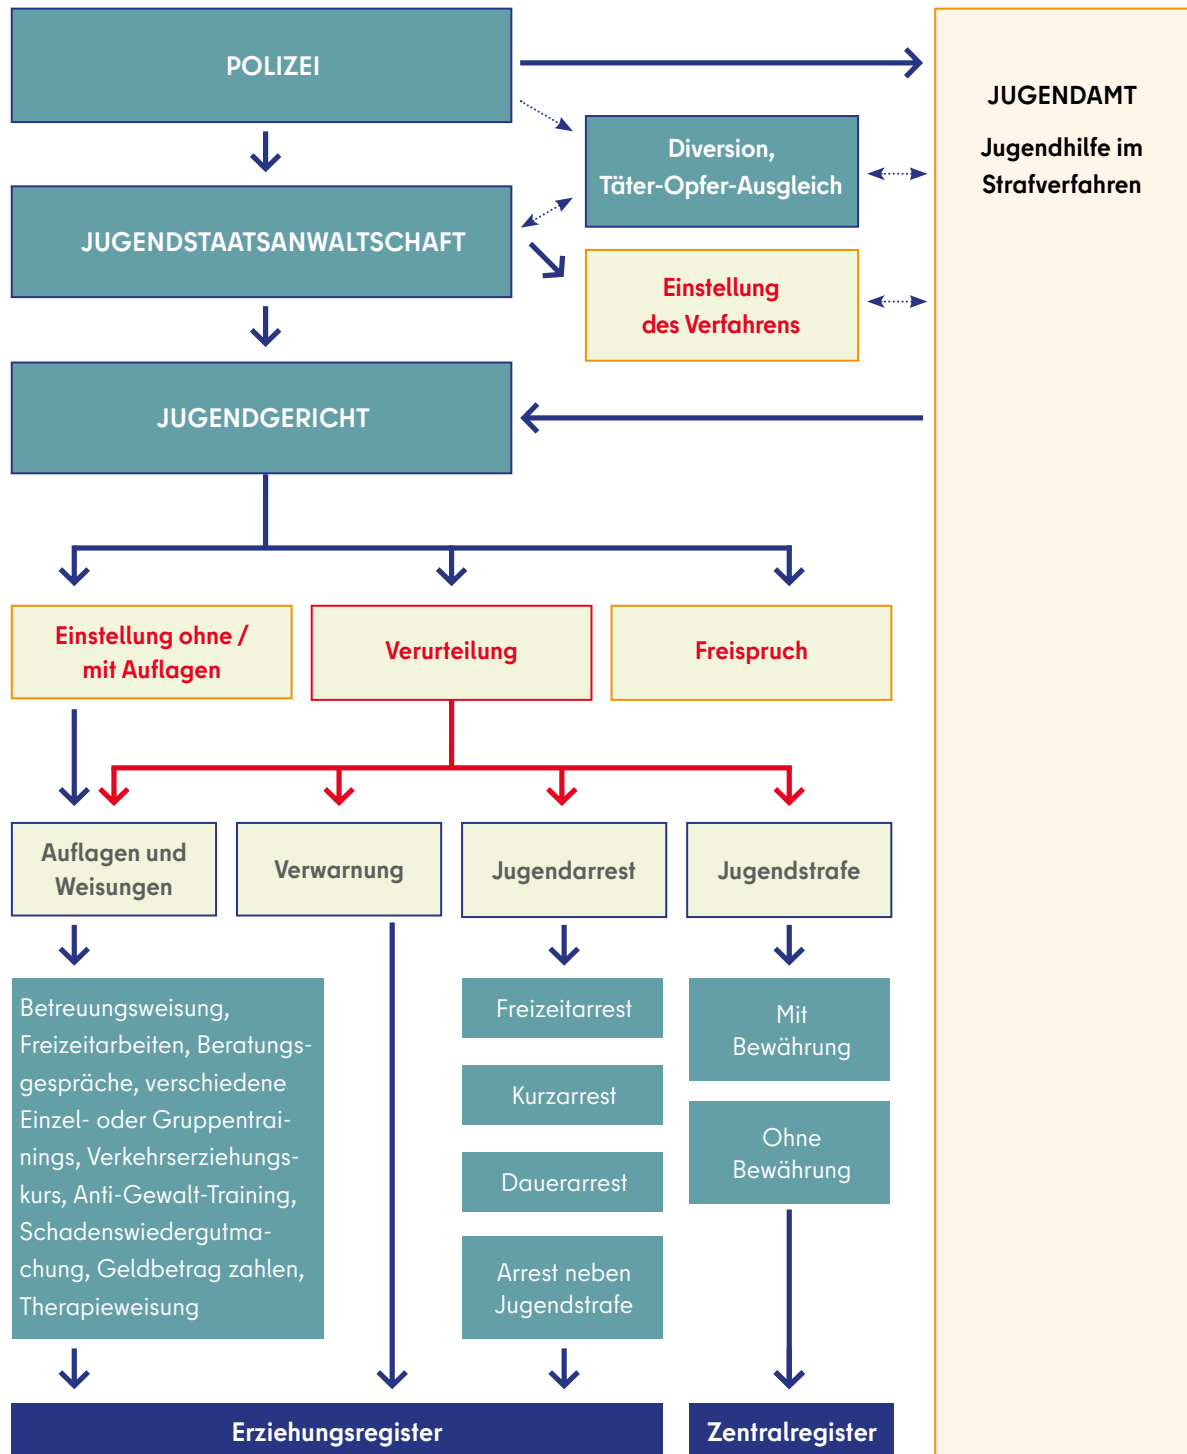 POLIZEI
JUGENDAMT
Jugendhilfe im
Strafverfahren
Diversion,
Täter-Opfer-Ausgleich
JUGENDSTAATSANWALTSCHAFT
Einstellung
des Verfahrens
JUGENDGERICHT
Einstellung ohne /
mit Auflagen
Verurteilung
Freispruch
Auflagen und
Weisungen
Verwarnung
Jugendarrest
Jugendstrafe
Betreuungsweisung,
Freizeitarbeiten, Beratungs-
gespräche, verschiedene
Einzel- oder Gruppentrai-
nings, Verkehrserziehungs-
kurs, Anti-Gewalt-Training,
Schadenswiedergutma-
chung, Geldbetrag zahlen,
Therapieweisung
Freizeitarrest
Kurzarrest
Dauerarrest
Arrest neben
Jugendstrafe
Mit
Bewährung
Ohne
Bewährung
Erziehungsregister
Zentralregister